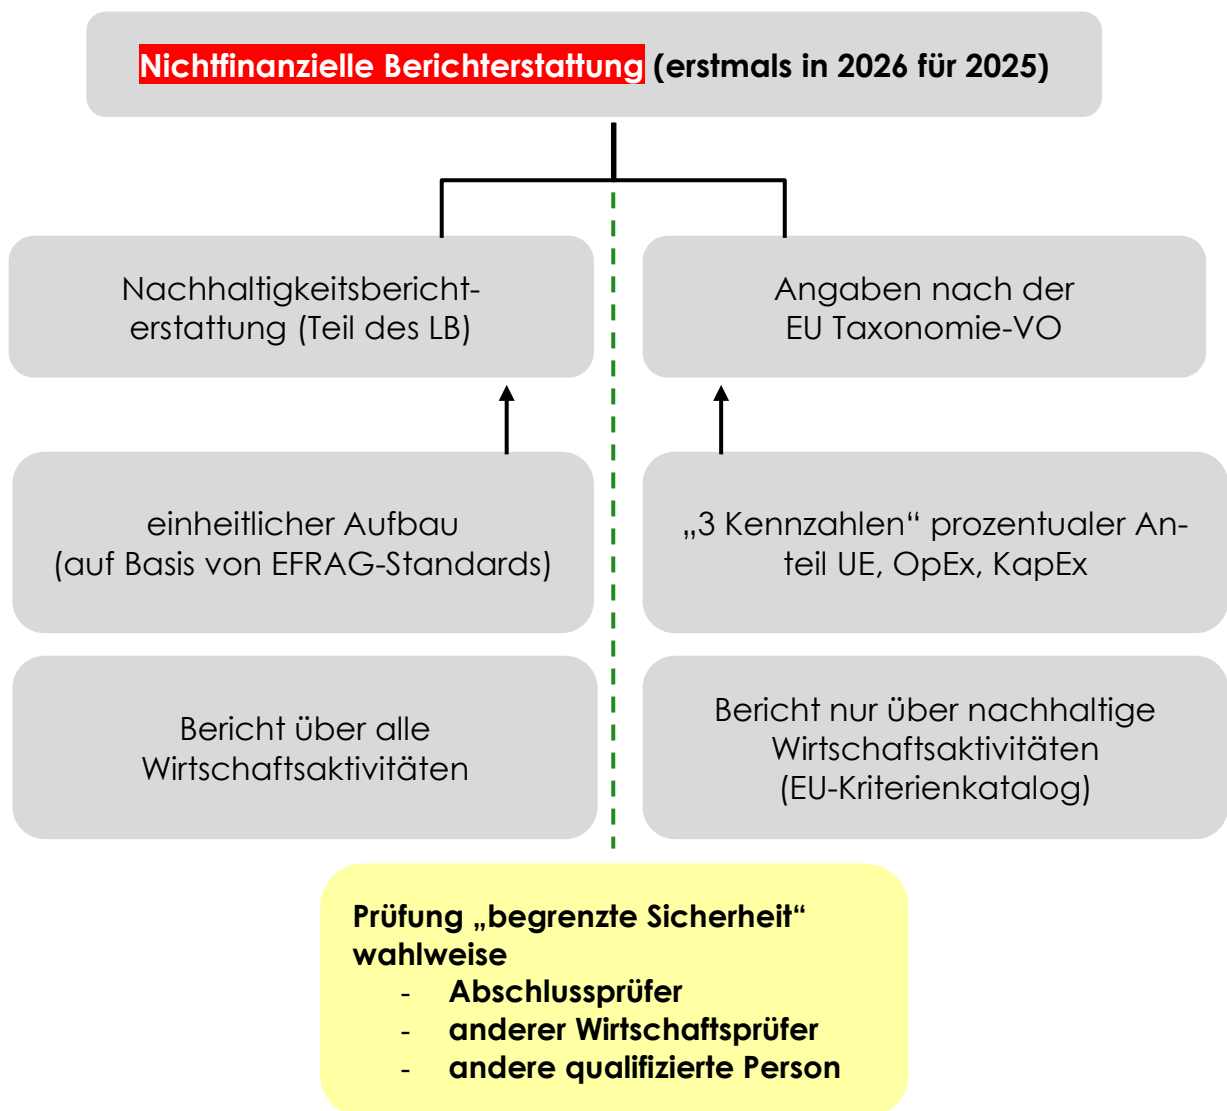 Nichtfinanzielle Berichterstattung (erstmals in 2026 für 2025)
Nachhaltigkeitsbericht-
erstattung (Teil des LB)
Angaben nach der
EU Taxonomie-VO
einheitlicher Aufbau
(auf Basis von EFRAG-Standards)
„3 Kennzahlen“ prozentualer An-
teil UE, OpEx, KapEx
Bericht über alle
Wirtschaftsaktivitäten
Bericht nur über nachhaltige
Wirtschaftsaktivitäten
(EU-Kriterienkatalog)
Prüfung „begrenzte Sicherheit“
wahlweise
- Abschlussprüfer
- anderer Wirtschaftsprüfer
- andere qualifizierte Person